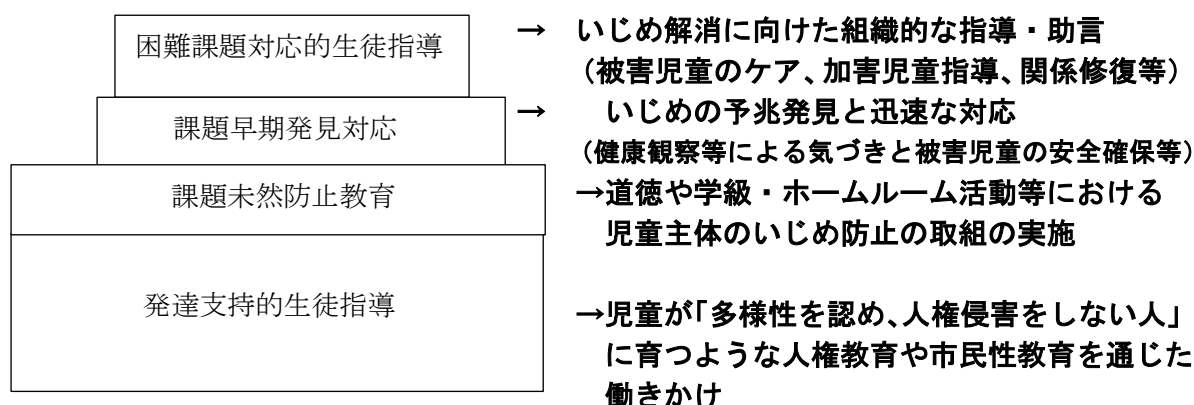 困難課題対応的生徒指導
→ いじめ解消に向けた組織的な指導・助言
（被害児童のケア、加害児童指導、関係修復等）
課題早期発見対応
→ いじめの予兆発見と迅速な対応
（健康観察等による気づきと被害児童の安全確保等）
課題未然防止教育
→道徳や学級・ホームルーム活動等における
児童主体のいじめ防止の取組の実施
発達支持的生徒指導
→児童が「多様性を認め、人権侵害をしない人」
に育つような人権教育や市民性教育を通じた
働きかけ